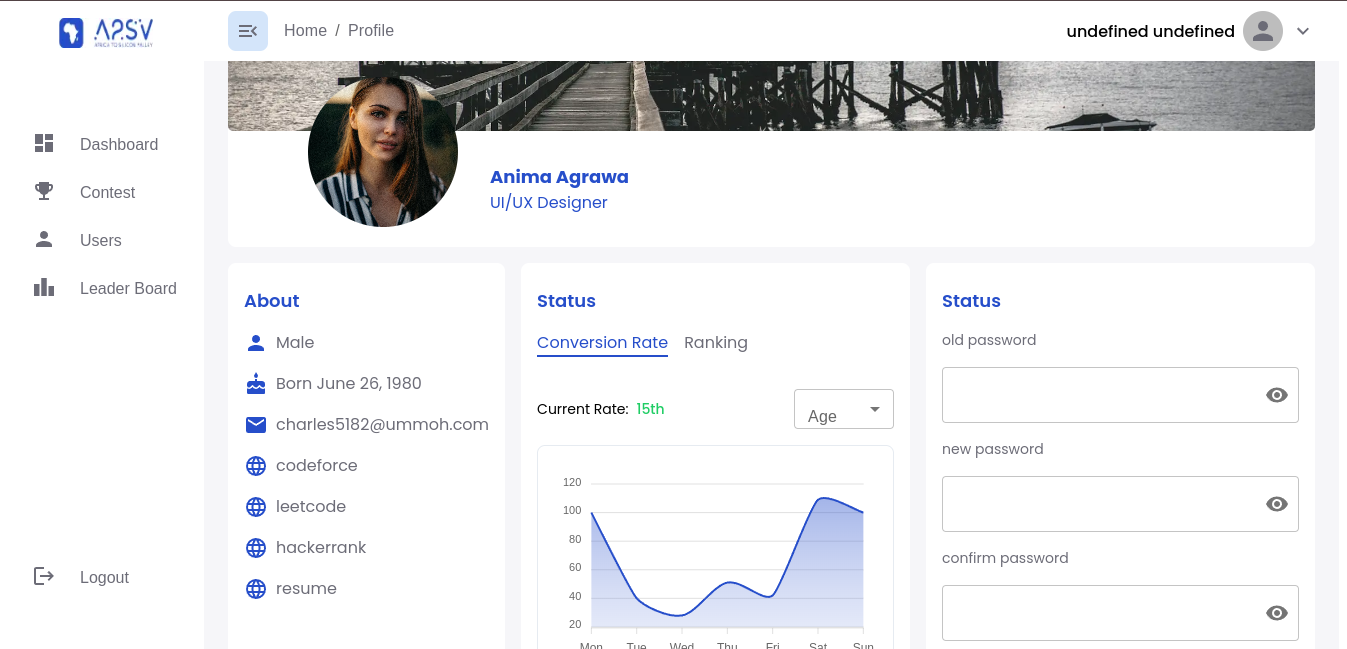 APSV
AFRICA TO SILICON VALLEY
Home / Profile
undefined undefined
Dashboard
Contest
Users
Leader Board
Logout
Anima Agrawa
UI/UX Designer
About
Male
Born June 26, 1980
charles5182@ummoh.com
codeforce
leetcode
hackerrank
resume
Status
Conversion Rate Ranking
Current Rate: 15th
Age
120
100
80
60
40
20
Mon Tue Wed Thu Fri Sat Sun
Status
old password
new password
confirm password